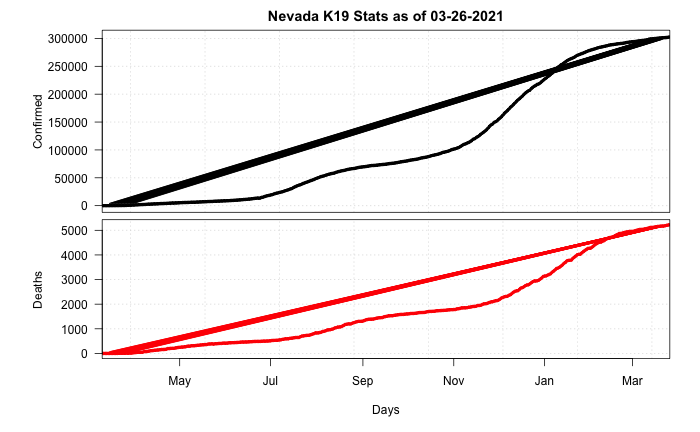 Nevada K19 Stats as of 03-26-2021
Confirmed
300000
250000
200000
150000
100000
50000
0
Deaths
5000
4000
3000
2000
1000
0
May Jul Sep Nov Jan Mar
Days